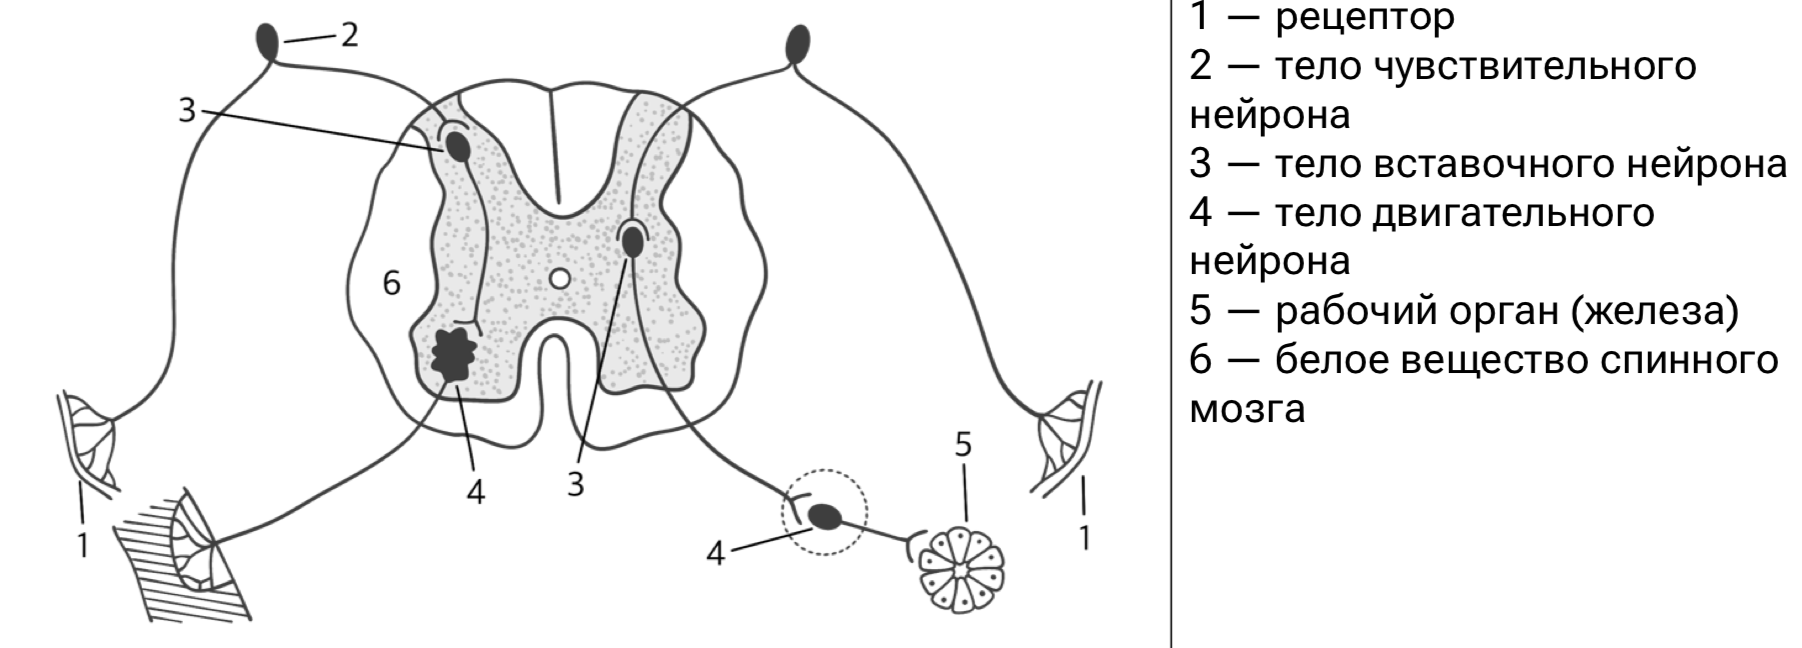 2
3
6
4
3
5
4
1
1
1 — рецептор
2 — тело чувствительного
нейрона
3 — тело вставочного нейрона
4 — тело двигательного
нейрона
5 — рабочий орган (железа)
6 — белое вещество спинного
мозга